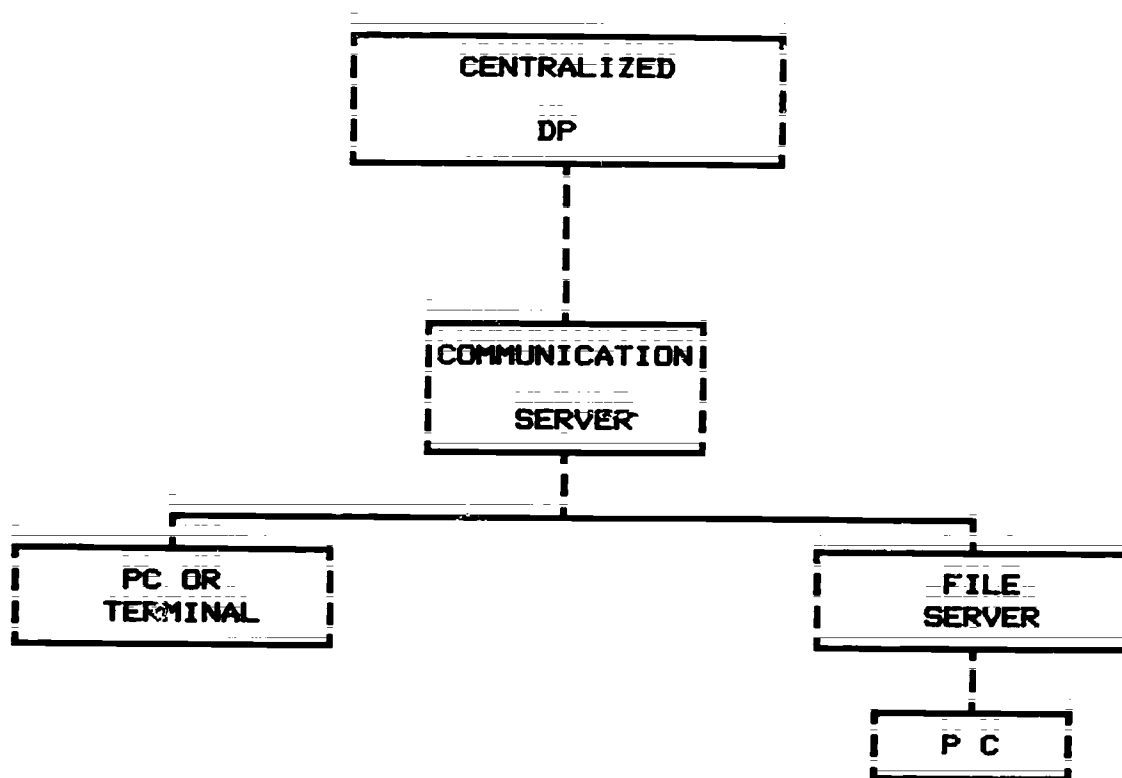 CENTRALIZED
DP
COMMUNICATION
SERVER
PC OR
TERMINAL
FILE
SERVER
P C